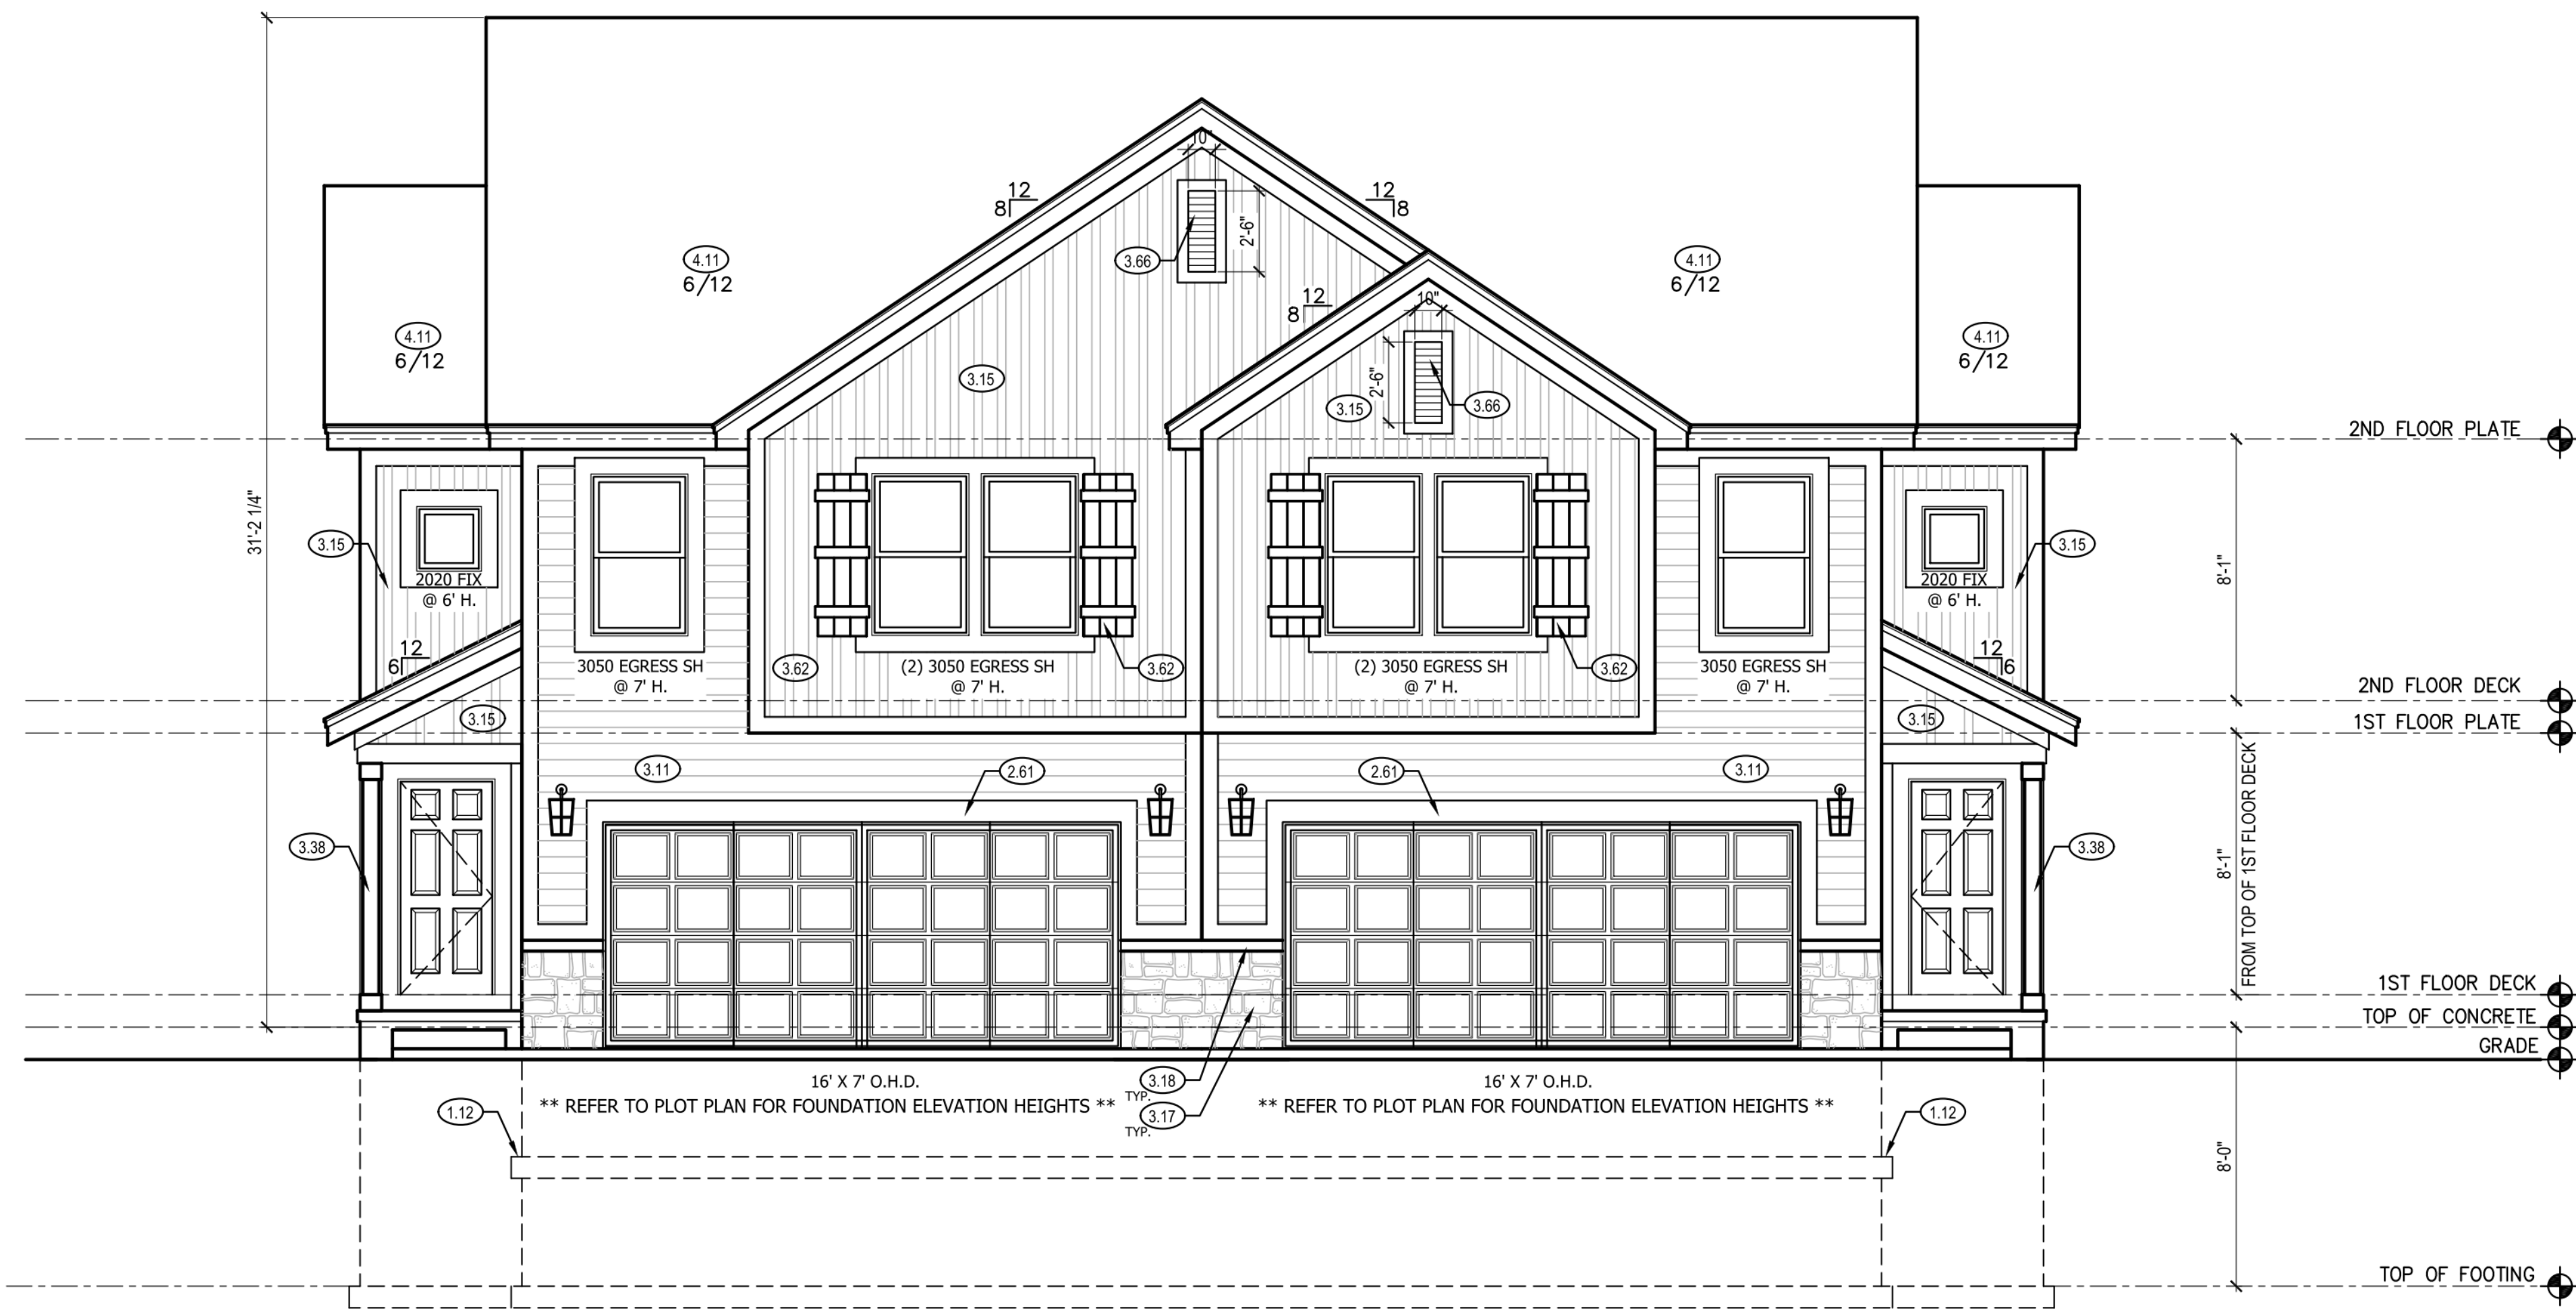 10"
12
8
12
8
2'-6"
3.66
4.11
6/12
4.11
6/12
12
8
10"
4.11
6/12
4.11
6/12
3.15
2'-6"
3.15
3.66
2ND FLOOR PLATE
31'-2 1/4"
3.15
2020 FIX
@ 6' H.
3.15
2020 FIX
@ 6' H.
8'-1"
12
6
3050 EGRESS SH
@ 7' H.
3.62
(2) 3050 EGRESS SH
@ 7' H.
3.62
(2) 3050 EGRESS SH
@ 7' H.
3.62
3050 EGRESS SH
@ 7' H.
12
6
2ND FLOOR DECK
3.15
3.15
1ST FLOOR PLATE
3.11
2.61
2.61
3.11
3.38
3.38
8'-1"
FROM TOP OF 1ST FLOOR DECK
1ST FLOOR DECK
TOP OF CONCRETE
GRADE
16' X 7' O.H.D.
** REFER TO PLOT PLAN FOR FOUNDATION ELEVATION HEIGHTS **
3.18
TYP.
3.17
TYP.
16' X 7' O.H.D.
** REFER TO PLOT PLAN FOR FOUNDATION ELEVATION HEIGHTS **
1.12
1.12
8'-0"
TOP OF FOOTING